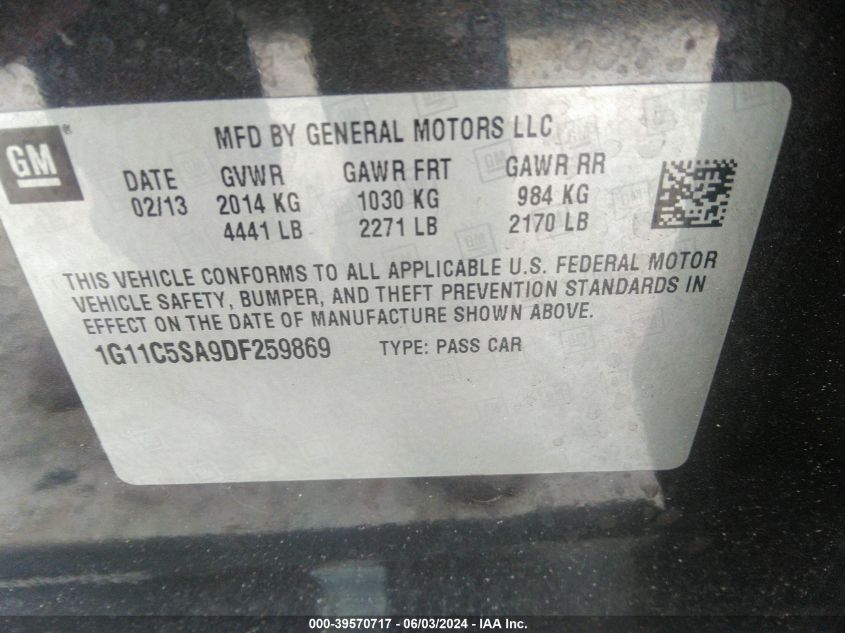 GM ®
MFD BY GENERAL MOTORS LLC
DATE GVWR GAWR FRT GAWR RR
02/13 2014 KG 1030 KG 984 KG
4441 LB 2271 LB 2170 LB
THIS VEHICLE CONFORMS TO ALL APPLICABLE U.S. FEDERAL MOTOR
VEHICLE SAFETY, BUMPER, AND THEFT PREVENTION STANDARDS IN
EFFECT ON THE DATE OF MANUFACTURE SHOWN ABOVE.
1G11C5SA9DF259869 TYPE: PASS CAR
000-39570717 - 06/03/2024 - © IAA Inc.